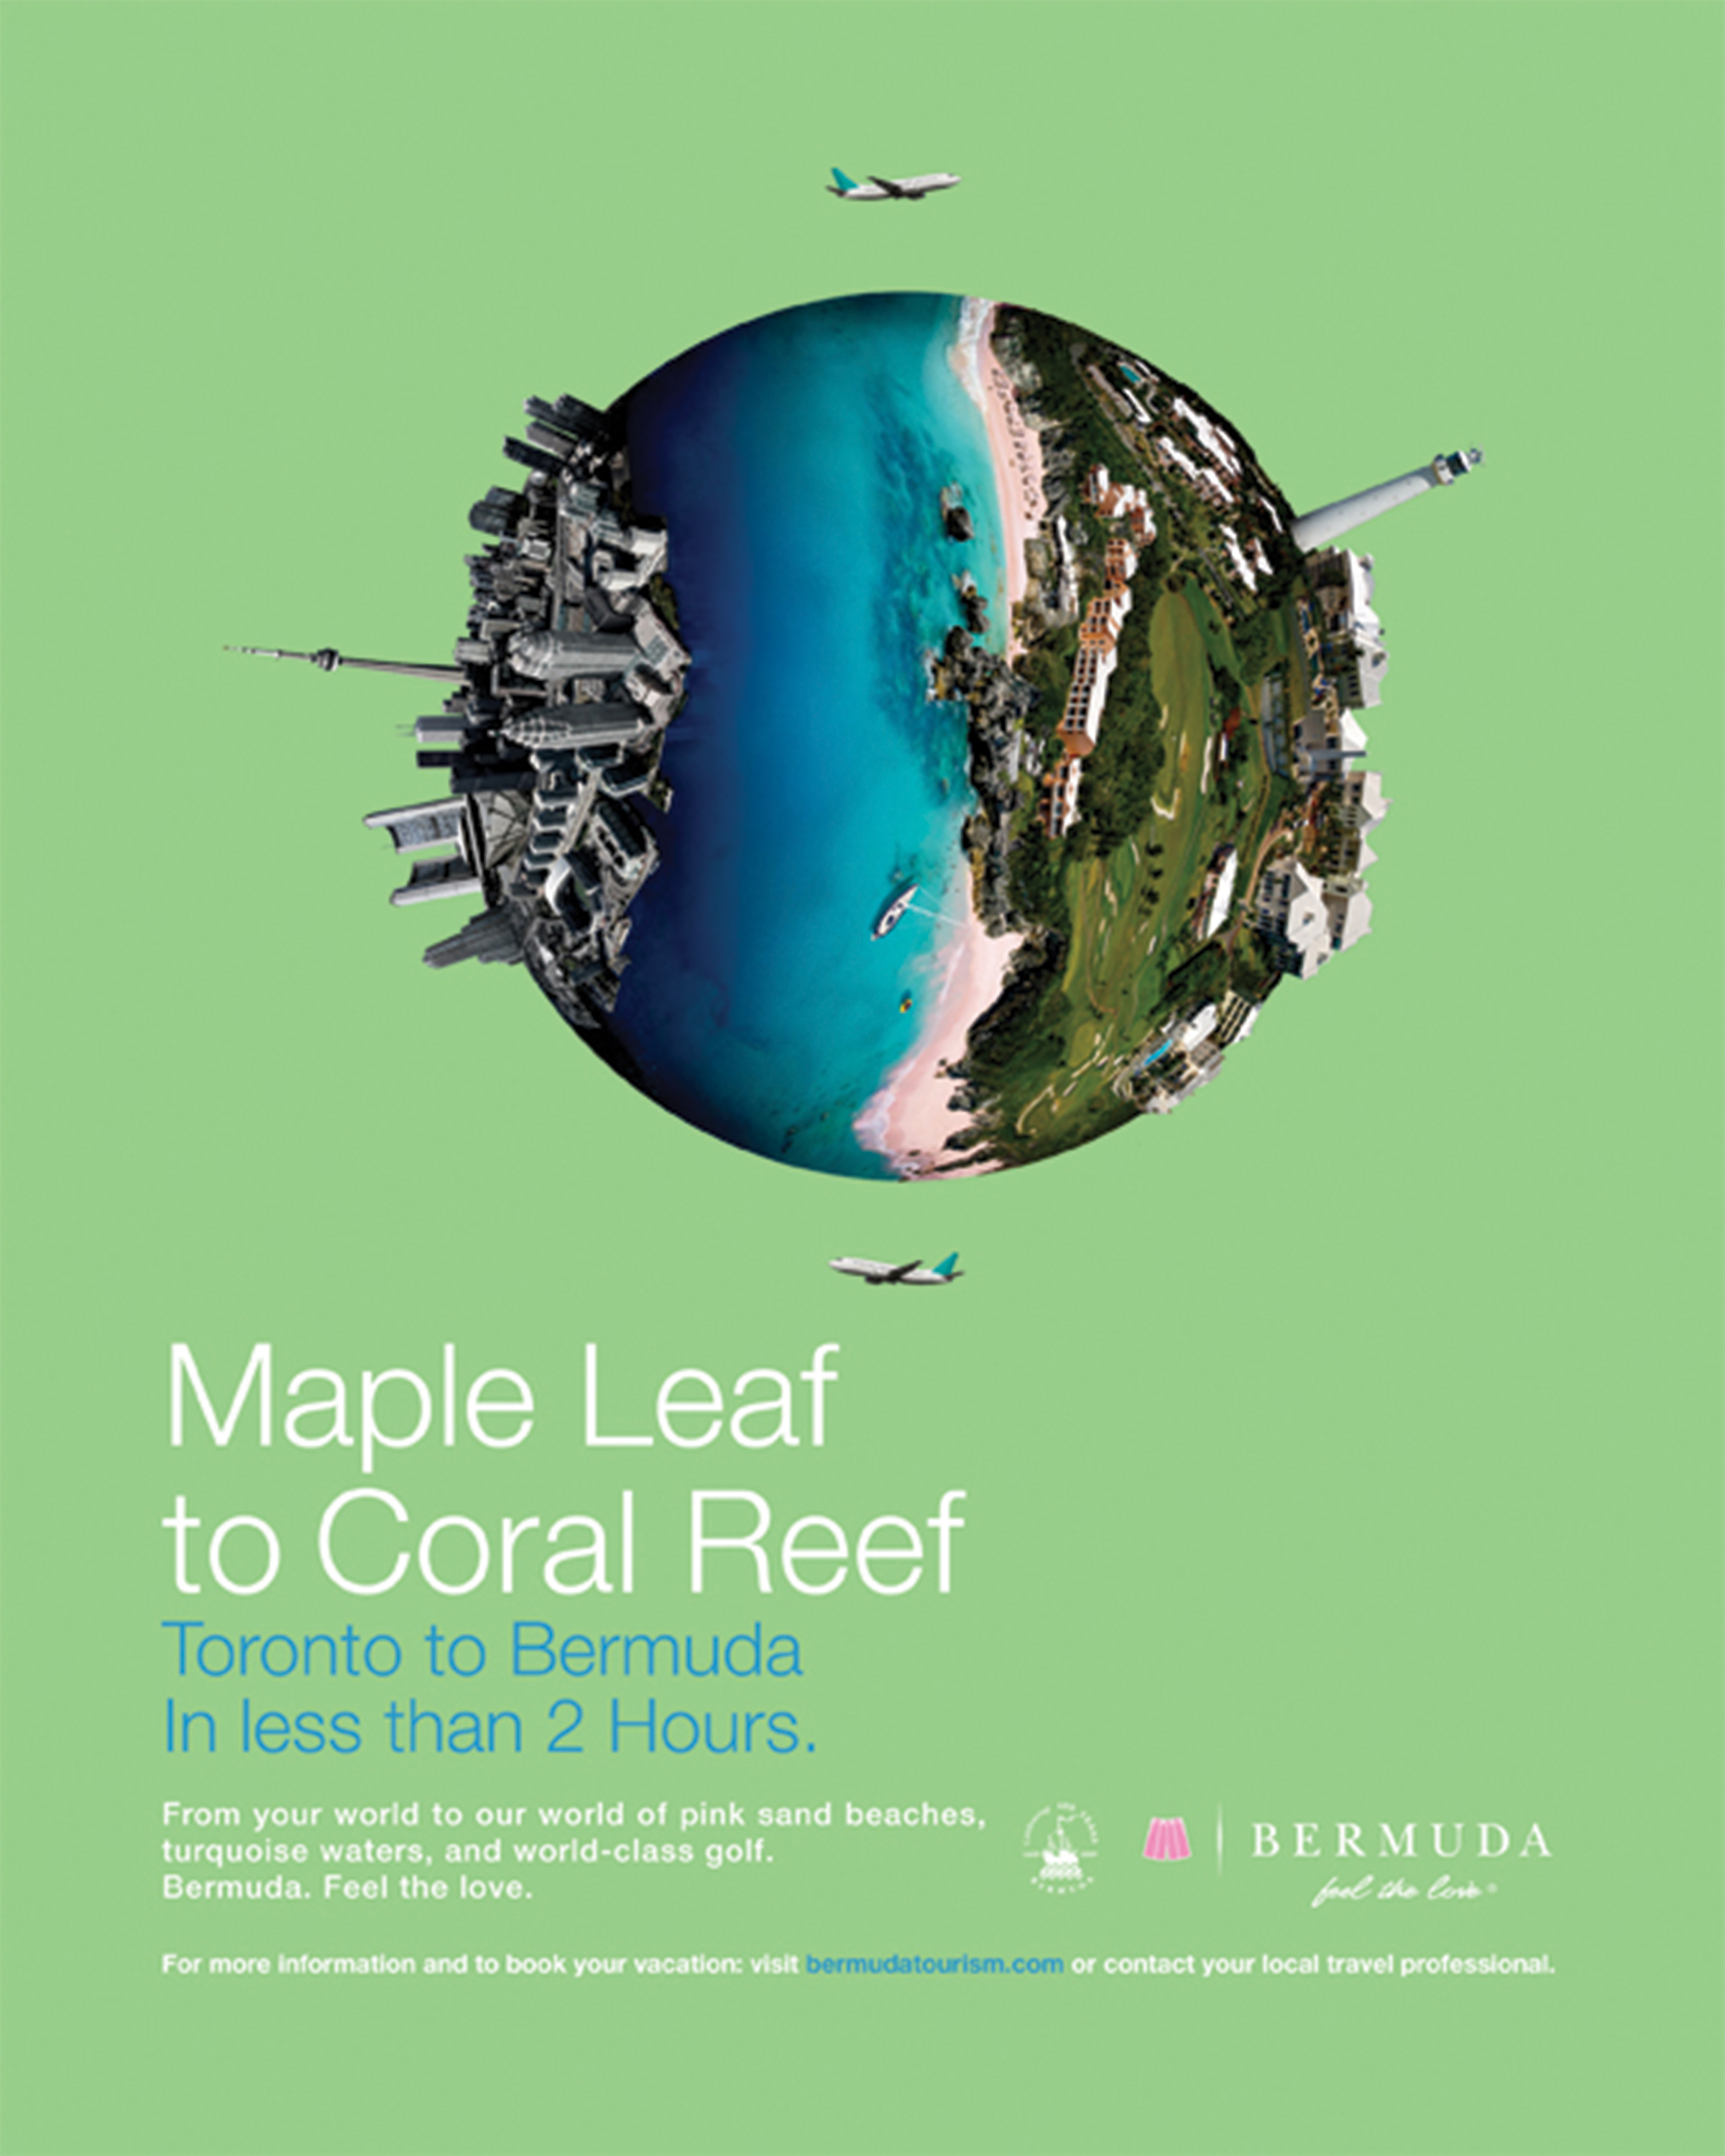 Maple Leaf
to Coral Reef
Toronto to Bermuda
In less than 2 Hours.
From your world to our world of pink sand beaches,
turquoise waters, and world-class golf.
Bermuda. Feel the love.
BERMUDA
feel the love®
For more information and to book your vacation: visit bermudatourism.com or contact your local travel professional.